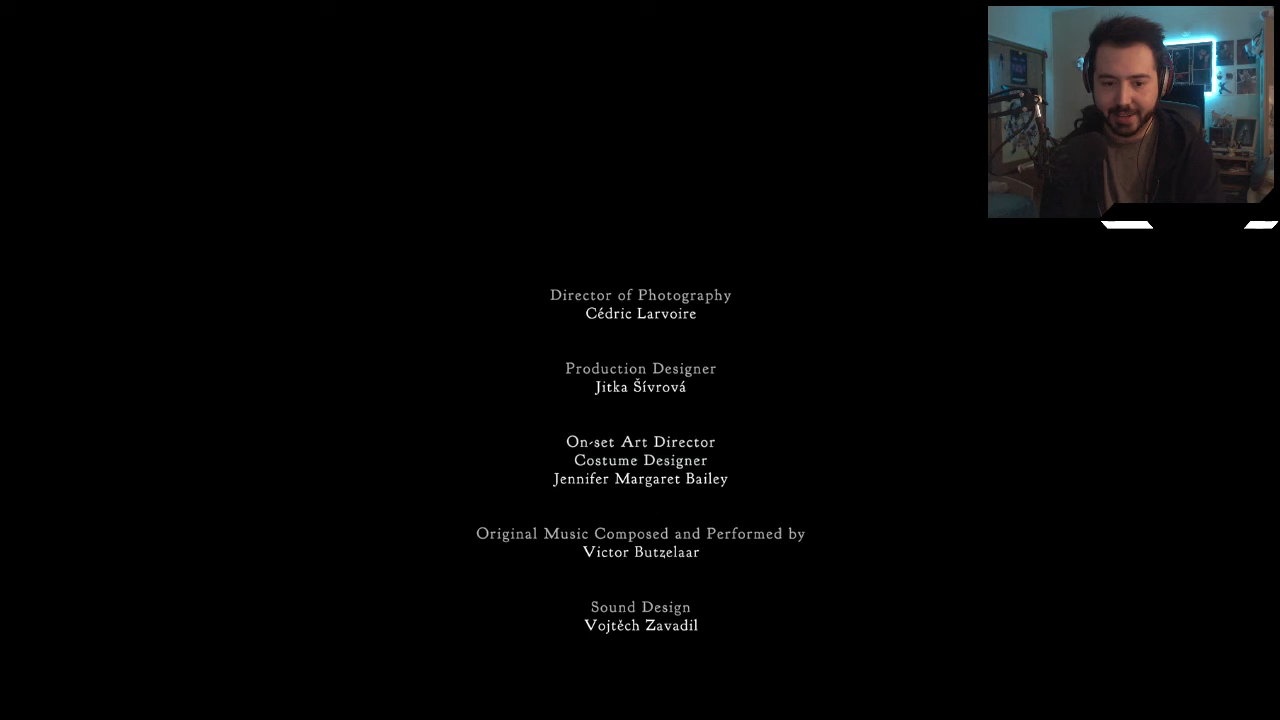 Director of Photography
Cédric Larvoire
Production Designer
Jitka Šívrová
On-set Art Director
Costume Designer
Jennifer Margaret Bailey
Original Music Composed and Performed by
Victor Butzelaar
Sound Design
Vojtěch Zavadil